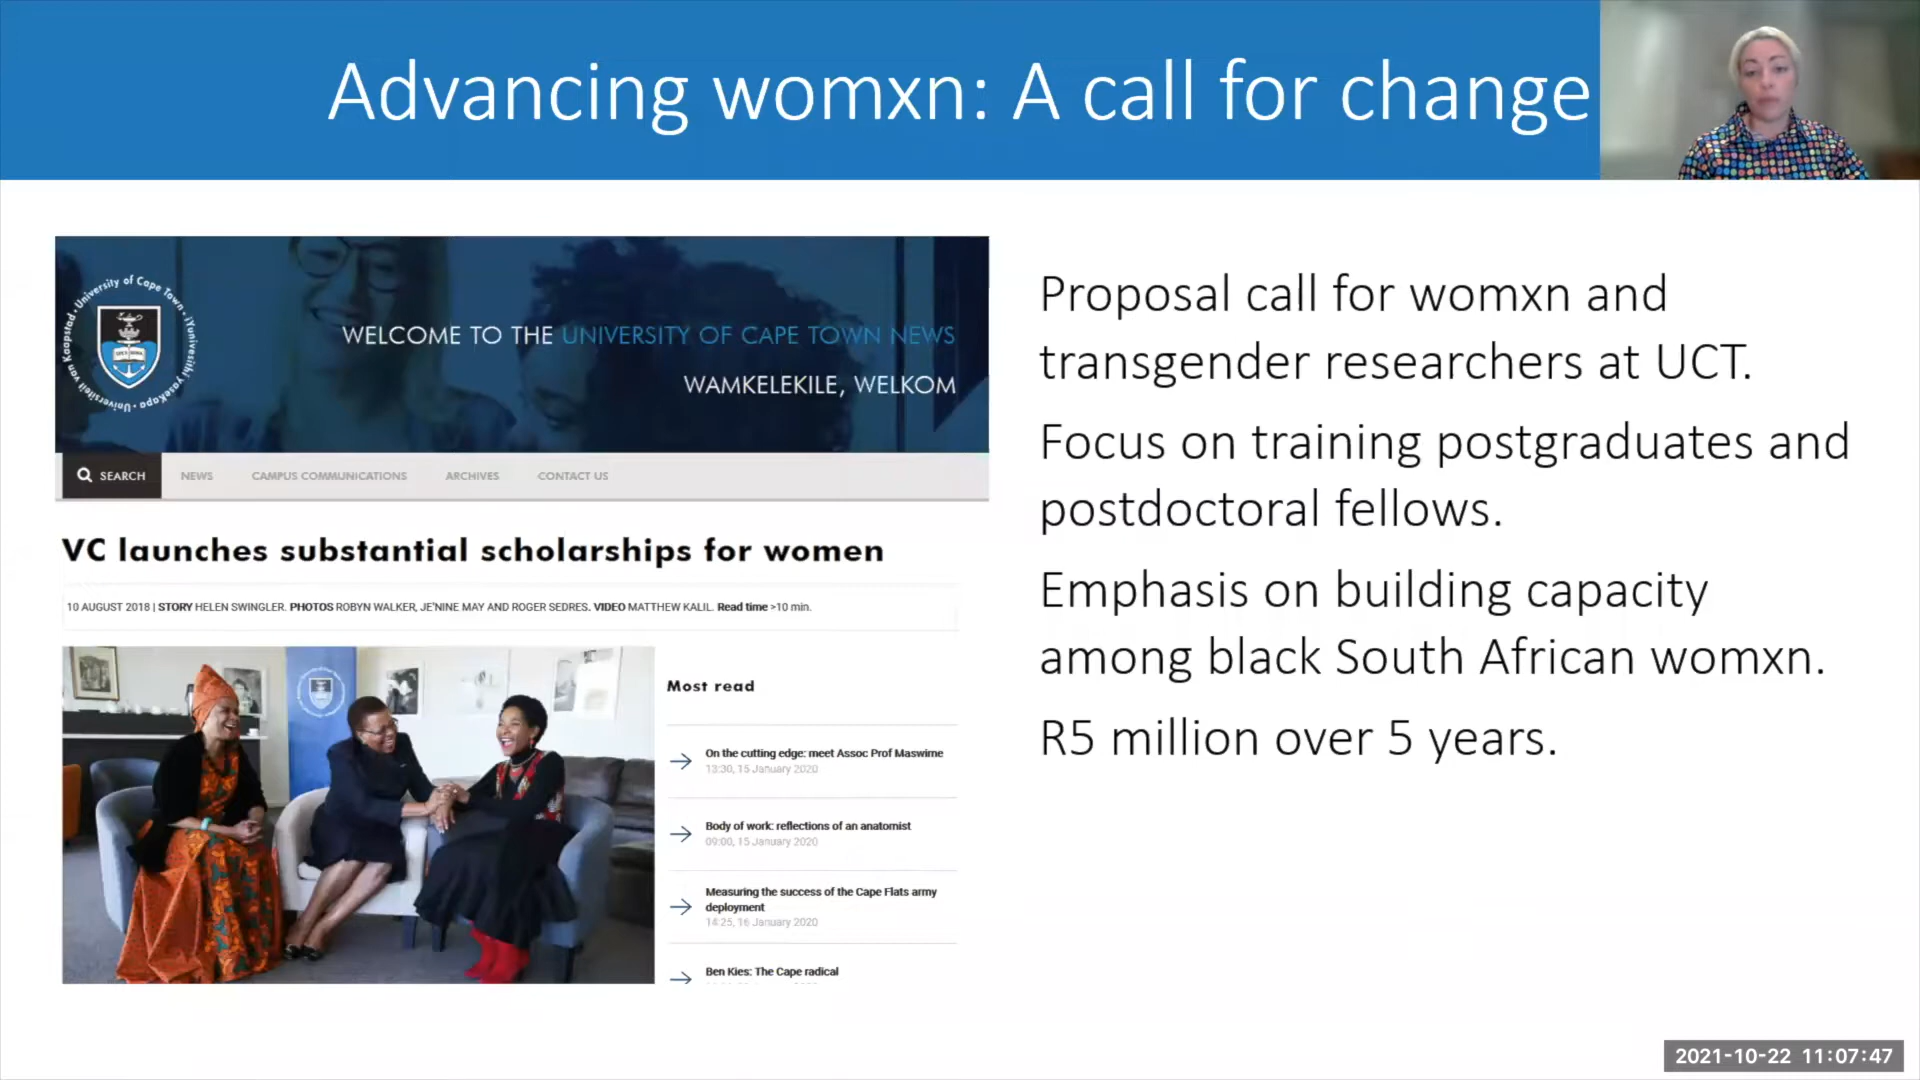 Advancing womxn: A call for change
University of Cape Town · iYunivesithi yaseKapa · Universiteit van Kaapstad
WELCOME TO THE UNIVERSITY OF CAPE TOWN NEWS
WAMKELEKILE, WELKOM
SEARCH NEWS CAMPUS COMMUNICATIONS ARCHIVES CONTACT US
VC launches substantial scholarships for women
10 AUGUST 2018 | STORY HELEN SWINGLER. PHOTOS ROBYN WALKER, JE'NINE MAY AND ROGER SEDRES. VIDEO MATTHEW KALIL. Read time >10 min.
Most read
On the cutting edge: meet Assoc Prof Maswime
13:30, 15 January 2020
Body of work: reflections of an anatomist
09:00, 15 January 2020
Measuring the success of the Cape Flats army
deployment
14:25, 16 January 2020
Ben Kies: The Cape radical
Proposal call for womxn and
transgender researchers at UCT.
Focus on training postgraduates and
postdoctoral fellows.
Emphasis on building capacity
among black South African womxn.
R5 million over 5 years.
2021-10-22 11:07:47